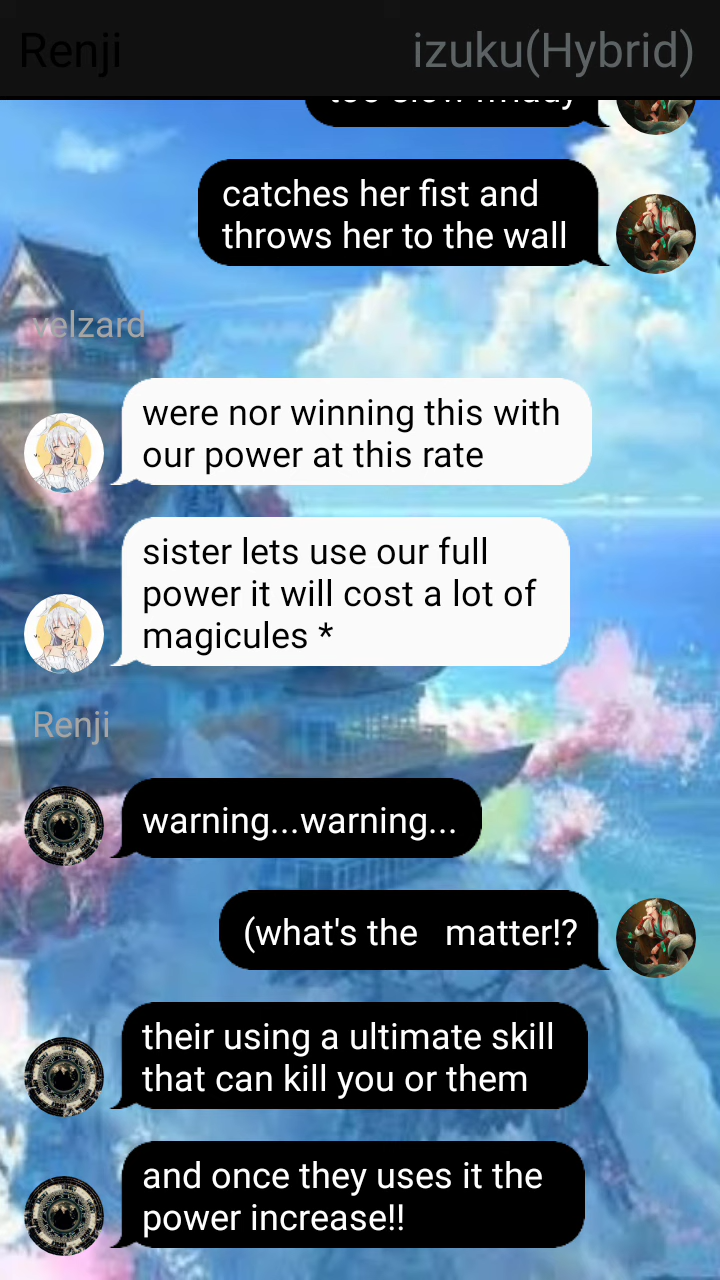 Renji
izuku(Hybrid)
catches her fist and
throws her to the wall
velzard
were nor winning this with
our power at this rate
sister lets use our full
power it will cost a lot of
magicules *
Renji
warning...warning...
(what's the   matter!?
their using a ultimate skill
that can kill you or them
and once they uses it the
power increase!!